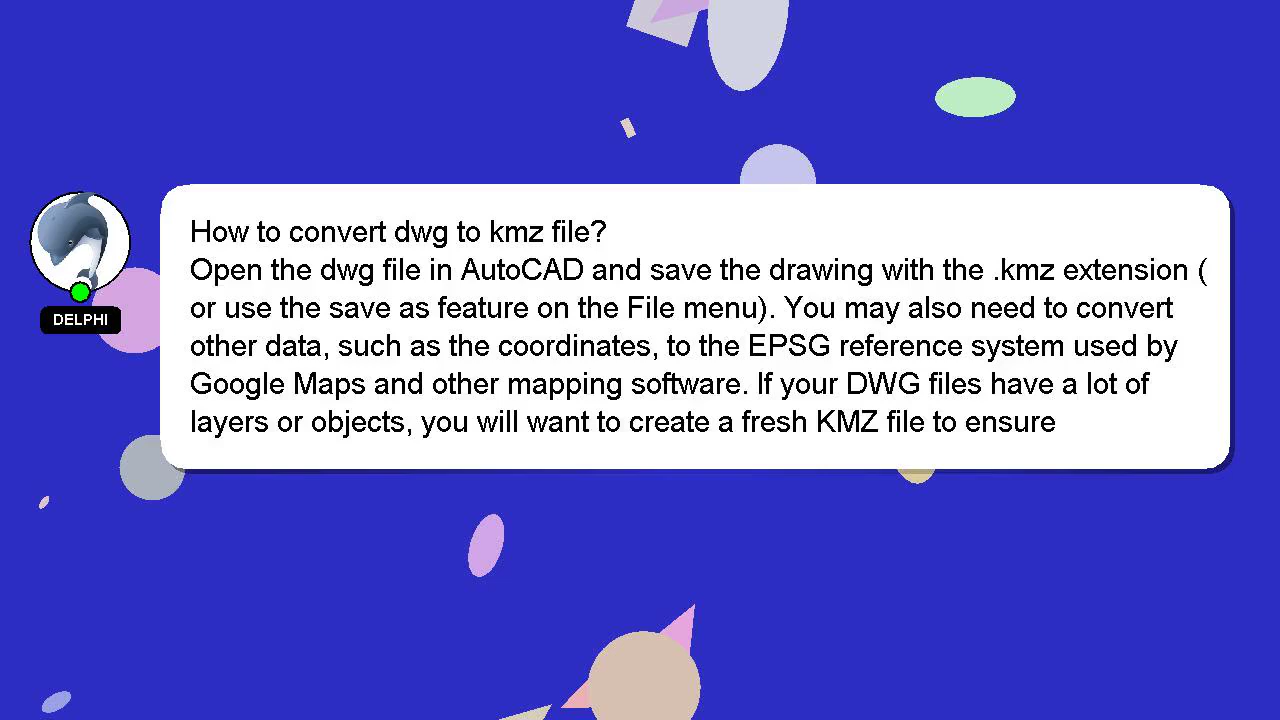 How to convert dwg to kmz file?
Open the dwg file in AutoCAD and save the drawing with the .kmz extension (
or use the save as feature on the File menu). You may also need to convert
other data, such as the coordinates, to the EPSG reference system used by
Google Maps and other mapping software. If your DWG files have a lot of
layers or objects, you will want to create a fresh KMZ file to ensure
DELPHI